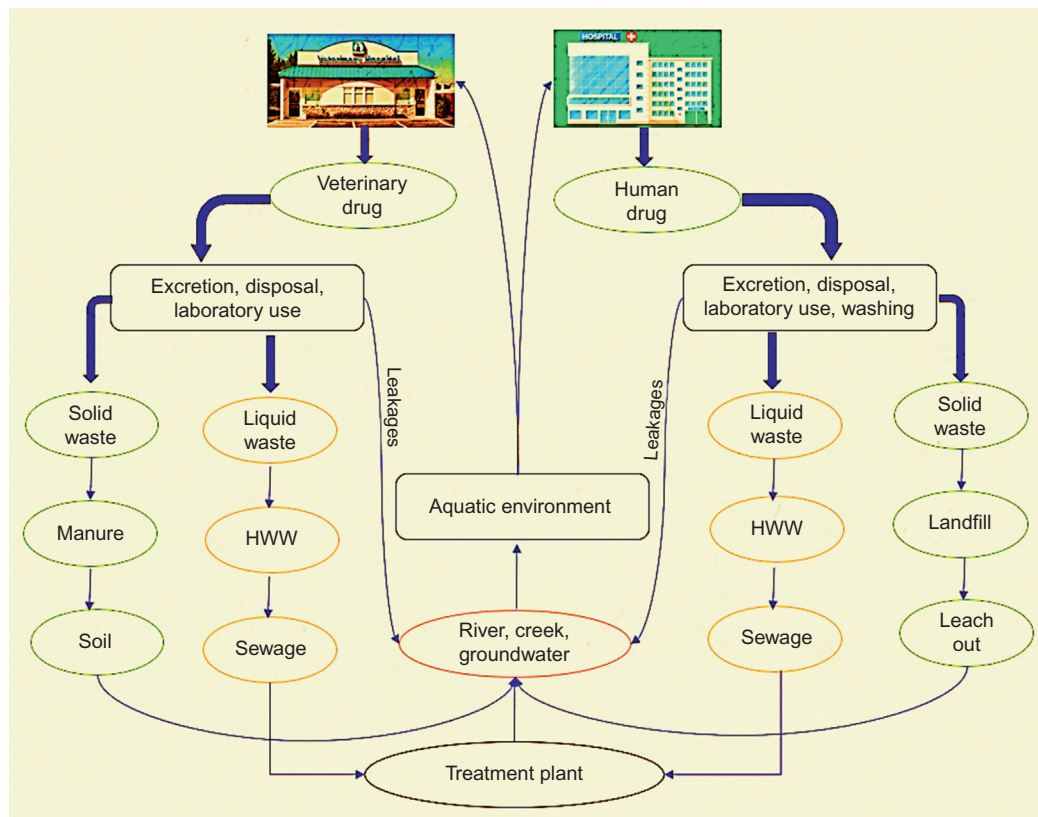 Veterinary Hospital
HOSPITAL
Veterinary
drug
Human
drug
Excretion, disposal,
laboratory use
Excretion, disposal,
laboratory use, washing
Leakages
Leakages
Solid
waste
Liquid
waste
Liquid
waste
Solid
waste
Aquatic environment
Manure
HWW
HWW
Landfill
Soil
Sewage
River, creek,
groundwater
Sewage
Leach
out
Treatment plant